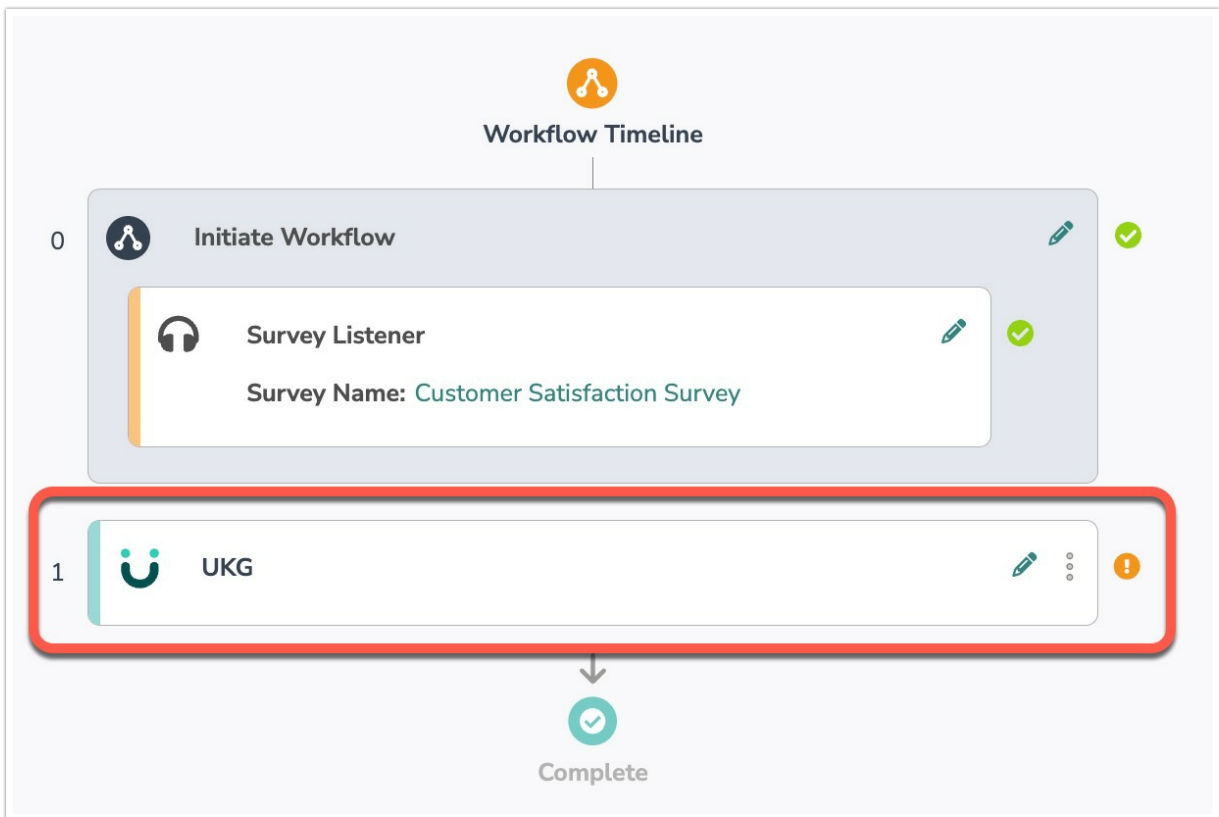 Workflow Timeline
0
Initiate Workflow
Survey Listener
Survey Name: Customer Satisfaction Survey
1
UKG
Complete